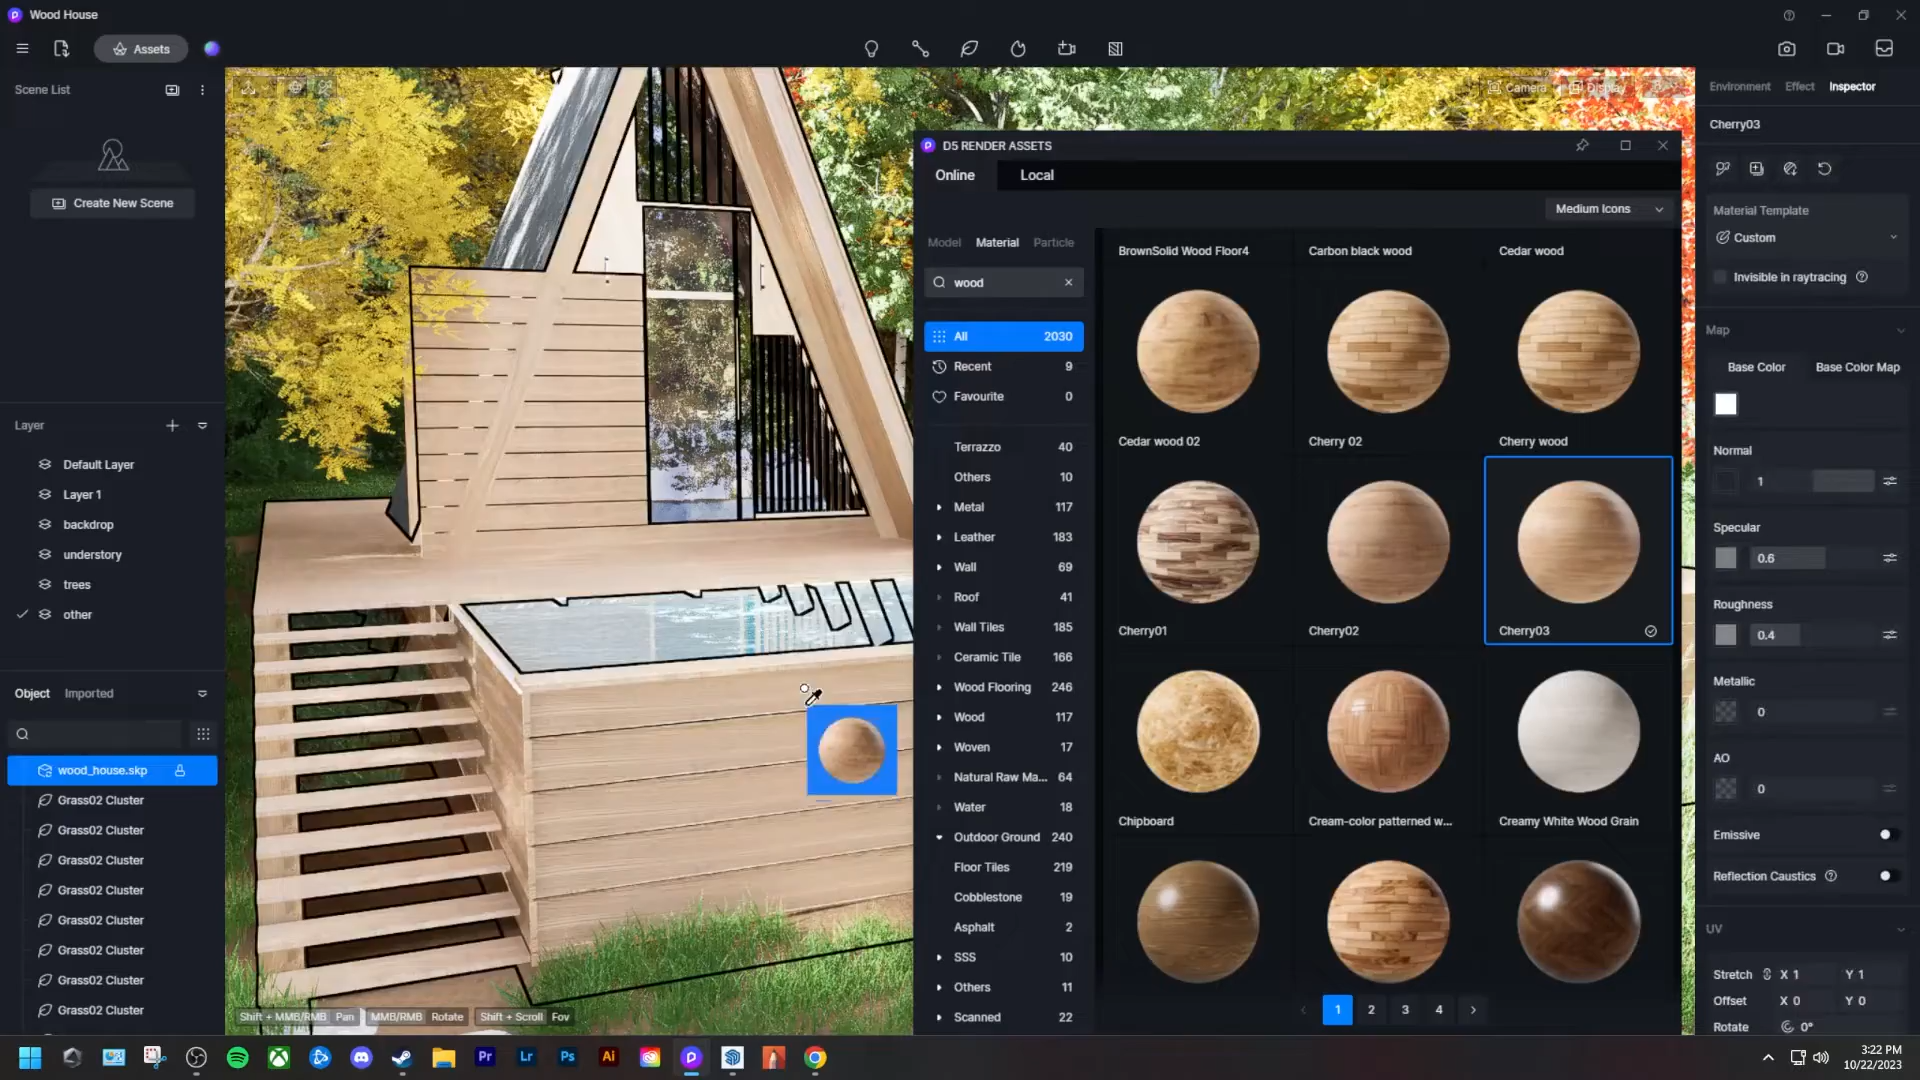 Wood House
Assets
Scene List
Create New Scene
Layer
Default Layer
Layer 1
backdrop
understory
trees
other
Object Imported
wood_house.skp
Grass02 Cluster
Grass02 Cluster
Grass02 Cluster
Grass02 Cluster
Grass02 Cluster
Grass02 Cluster
Grass02 Cluster
Grass02 Cluster
Camera
Display
Shift + MMB/RMB Pan MMB/RMB Rotate Shift + Scroll Fov
D5 RENDER ASSETS
Online Local
Medium Icons
Model Material Particle
wood
All 2030
Recent 9
Favourite 0
Terrazzo 40
Others 10
Metal 117
Leather 183
Wall 69
Roof 41
Wall Tiles 185
Ceramic Tile 166
Wood Flooring 246
Wood 117
Woven 17
Natural Raw Ma... 64
Water 18
Outdoor Ground 240
Floor Tiles 219
Cobblestone 19
Asphalt 2
SSS 10
Others 11
Scanned 22
BrownSolid Wood Floor4 Carbon black wood Cedar wood
Cedar wood 02 Cherry 02 Cherry wood
Cherry01 Cherry02 Cherry03
Chipboard Cream-color patterned w... Creamy White Wood Grain
1 2 3 4
Environment Effect Inspector
Cherry03
Material Template
Custom
Invisible in raytracing
Map
Base Color Base Color Map
Normal
1
Specular
0.6
Roughness
0.4
Metallic
0
AO
0
Emissive
Reflection Caustics
UV
Stretch X 1 Y 1
Offset X 0 Y 0
Rotate 0°
Pr Lr Ps Ai
3:22 PM
10/22/2023